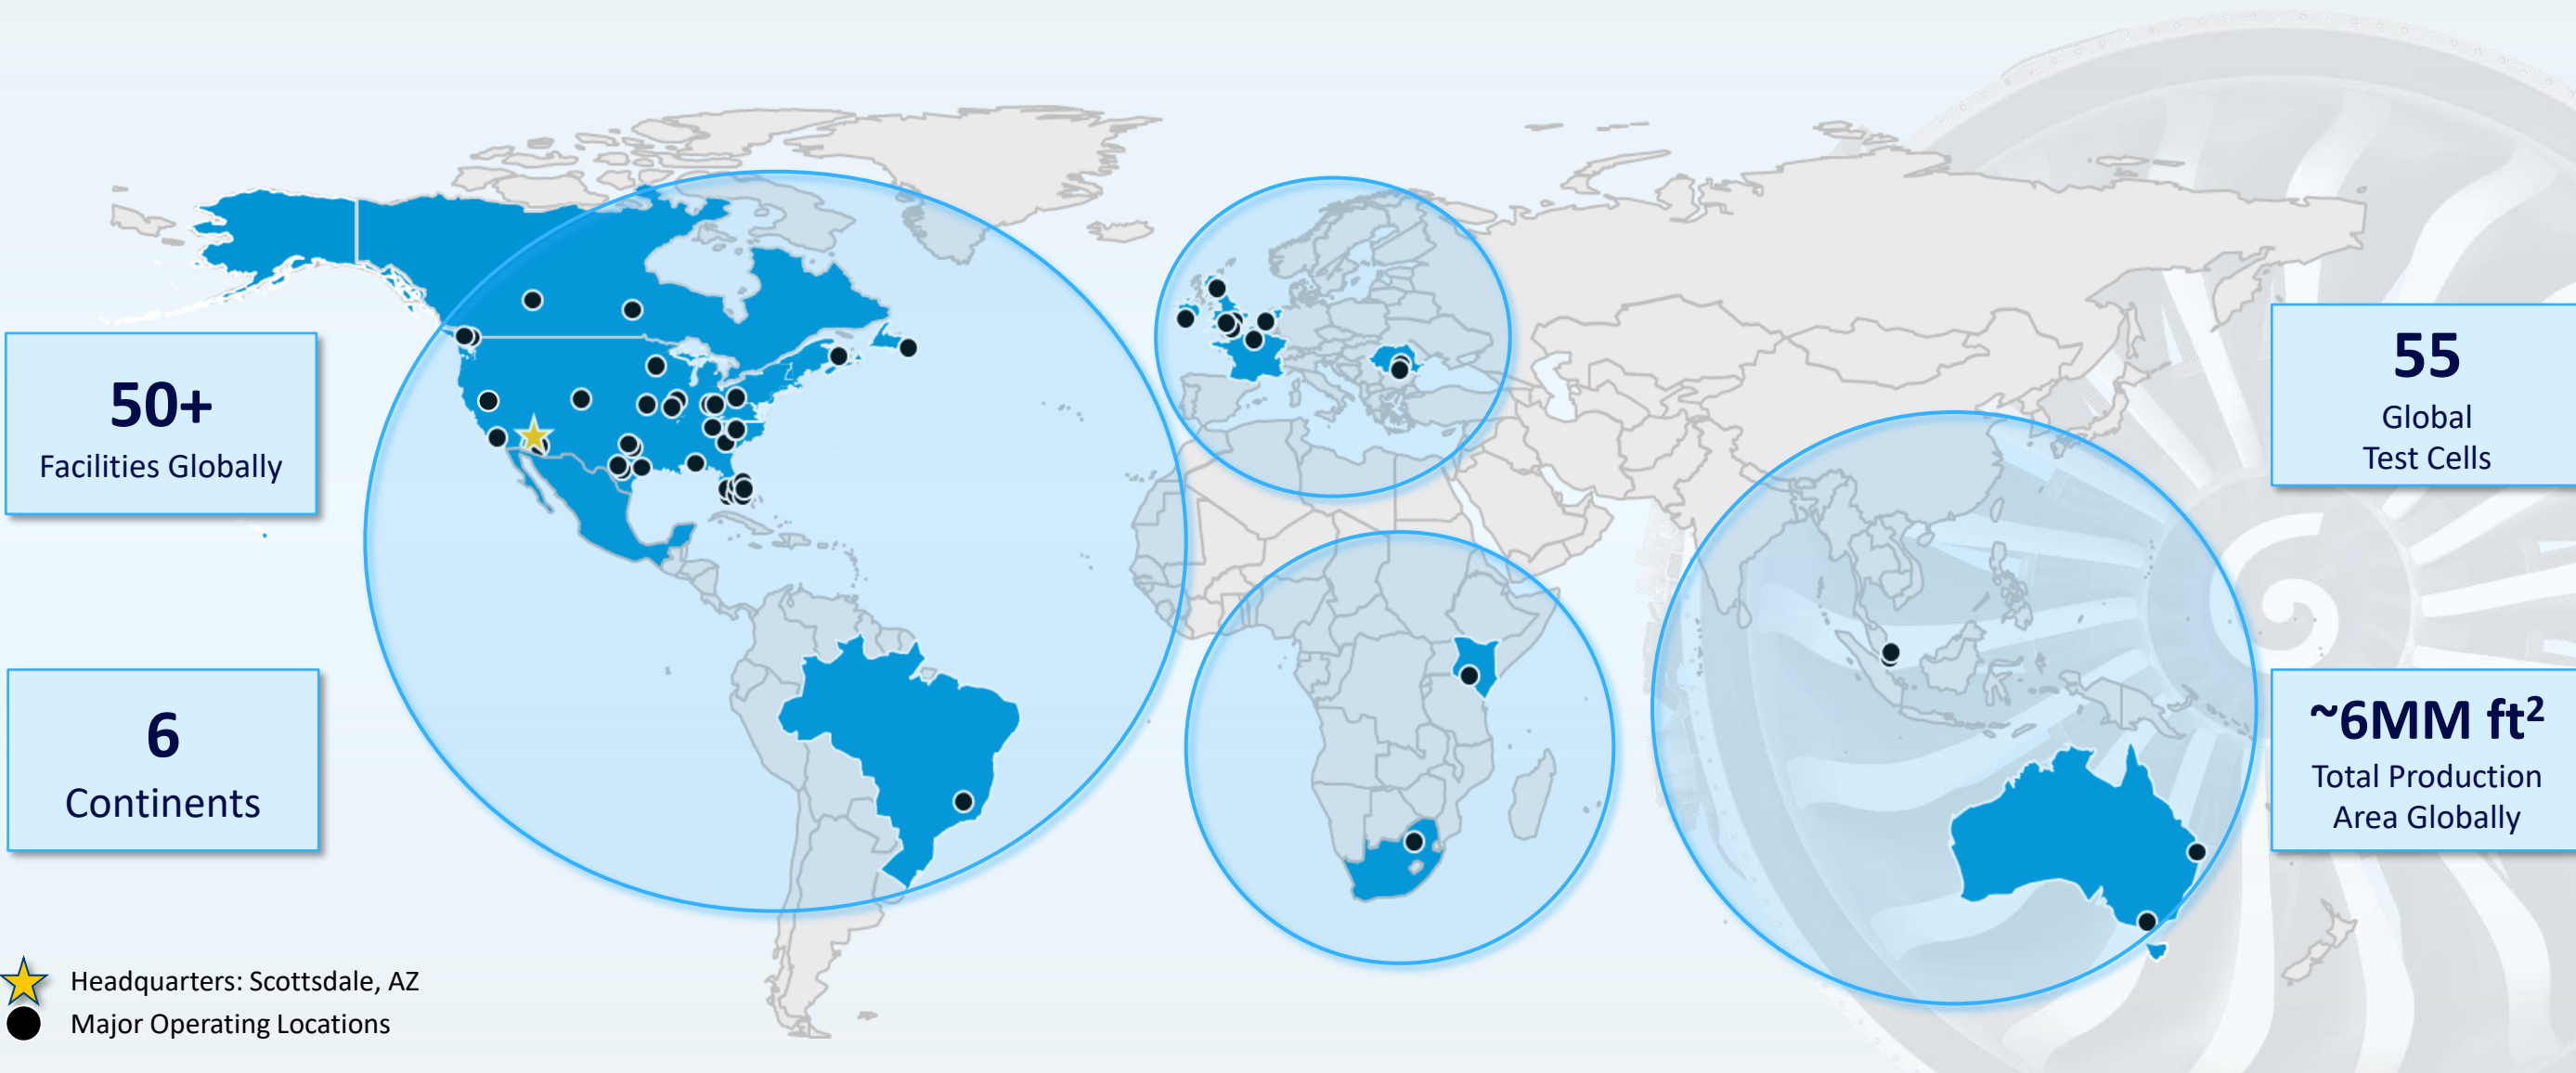 50+
Facilities Globally
6
Continents
55
Global
Test Cells
~6MM ft²
Total Production
Area Globally
Headquarters: Scottsdale, AZ
Major Operating Locations